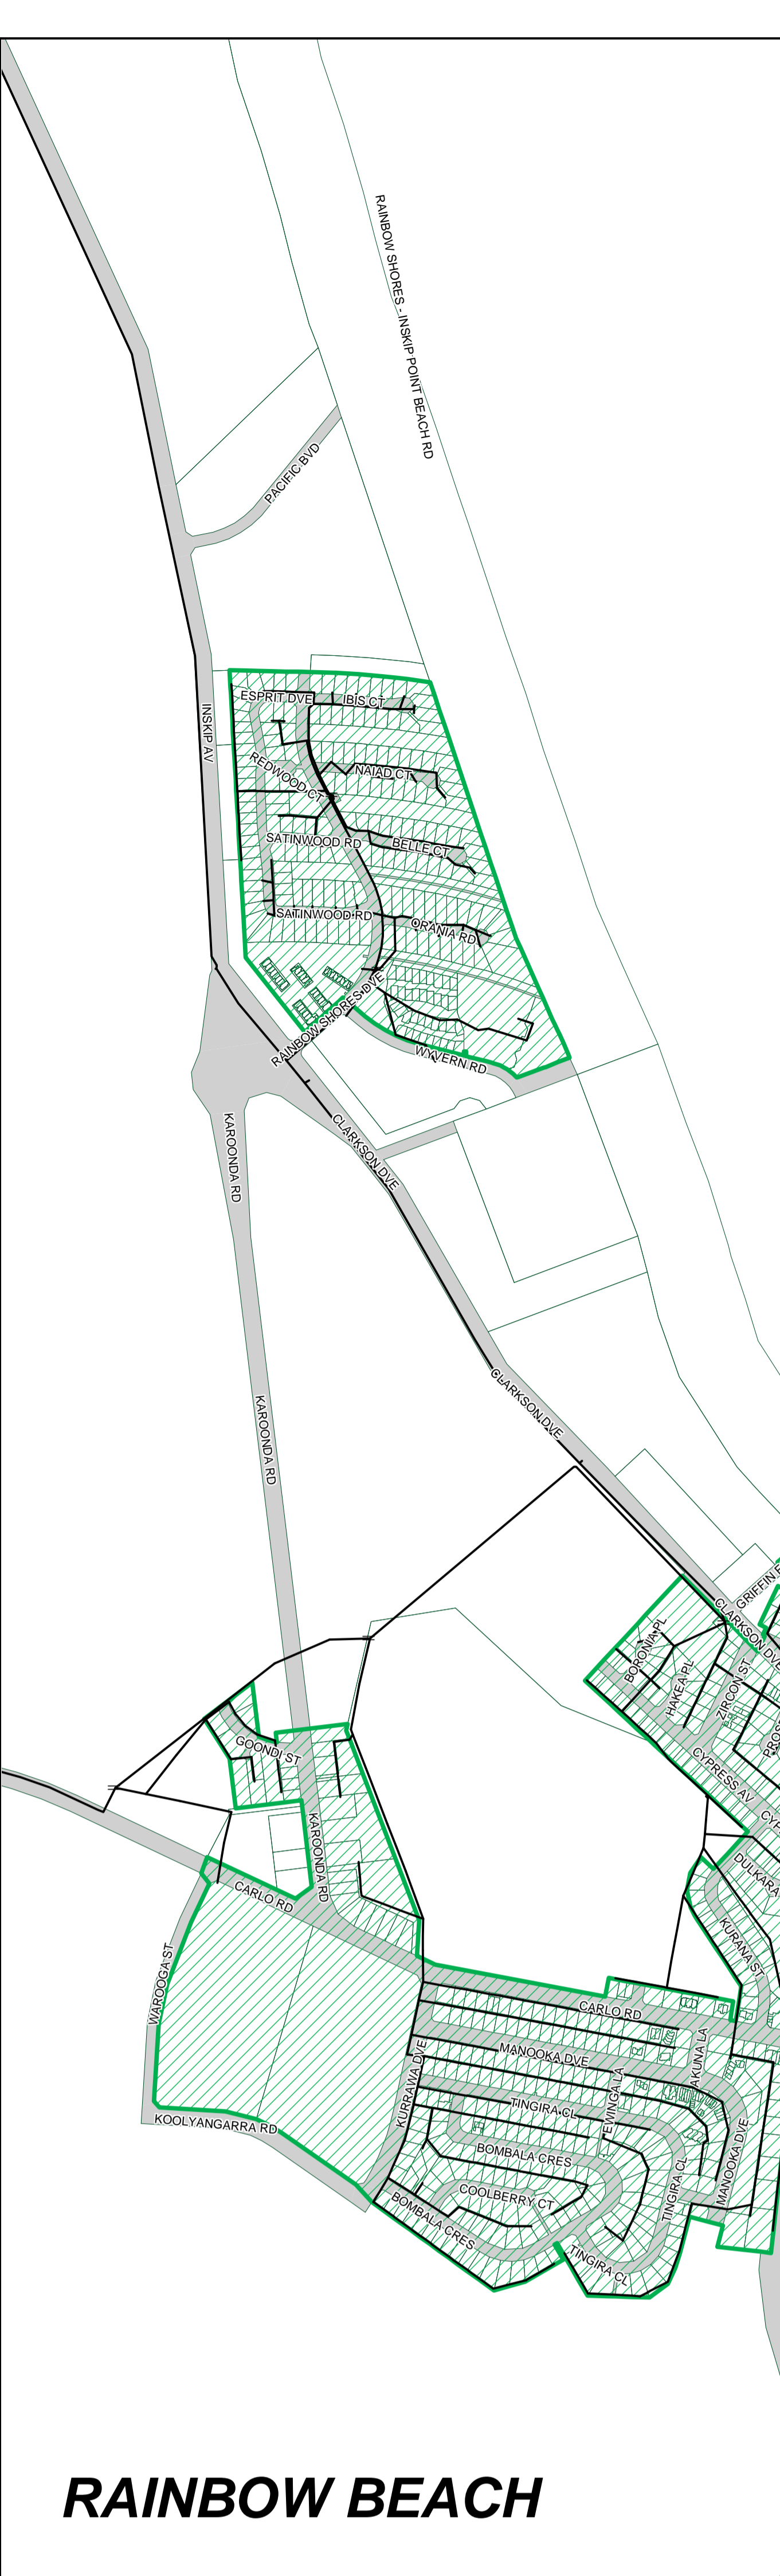 RAINBOW SHORES - INSKIP POINT BEACH RD
PACIFIC BVD
INSKIP AV
ESPRIT DVE
IBIS CT
REDWOOD CT
NAIAD CT
SATINWOOD RD
BELLE CT
SATINWOOD RD
ORANIA RD
RAINBOW SHORES DVE
WYVERN RD
KAROONDA RD
CLARKSON DVE
CLARKSON DVE
KAROONDA RD
GRIFFIN
CLARKSON DVE
BORONIA PL
HAKEA PL
ZIRCON ST
GOONDI ST
CYPRESS AV
KAROONDA RD
DULKARA
CARLO RD
KURANA ST
WAROOGA ST
CARLO RD
MANOOKA DVE
AKUNA LA
KURRAWA DVE
EWINGA LA
TINGIRA CL
KOOLYANGARRA RD
BOMBALA CRES
MANOOKA DVE
TINGIRA CL
COOLBERRY CT
BOMBALA CRES
TINGIRA CL
RAINBOW BEACH